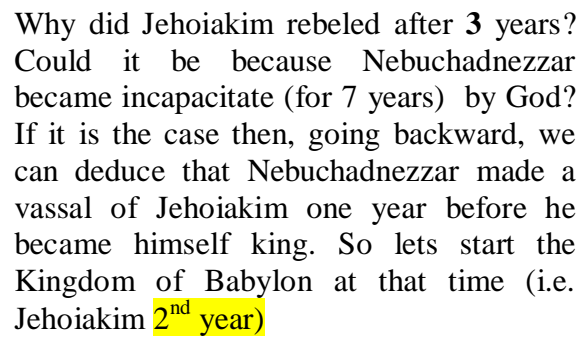 Why did Jehoiakim rebeled after 3 years?
Could it be because Nebuchadnezzar
became incapacitate (for 7 years) by God?
If it is the case then, going backward, we
can deduce that Nebuchadnezzar made a
vassal of Jehoiakim one year before he
became himself king. So lets start the
Kingdom of Babylon at that time (i.e.
Jehoiakim 2nd year)